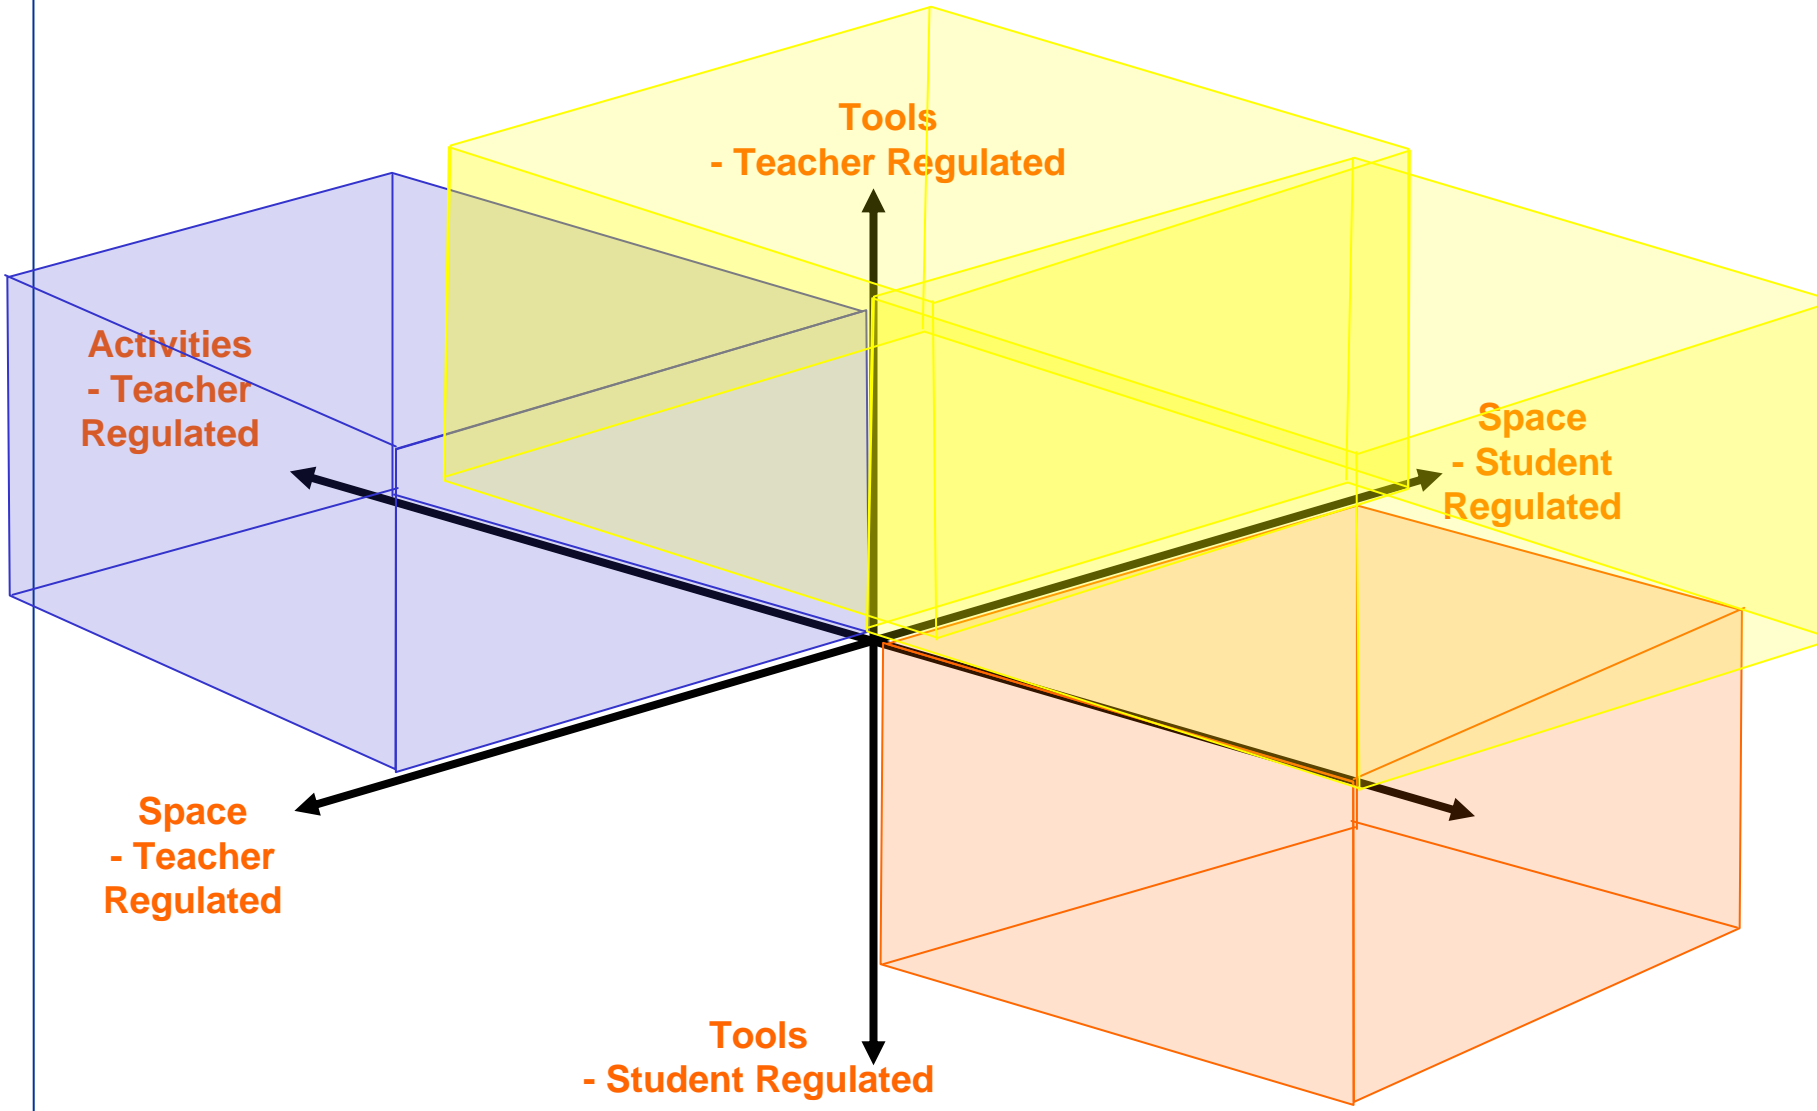 Tools
- Teacher Regulated
Activities
- Teacher
Regulated
Space
- Student
Regulated
Space
- Teacher
Regulated
Tools
- Student Regulated